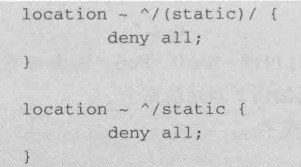 location ~ ^/(static)/ {
        deny all;
}

location ~ ^/static {
        deny all;
}